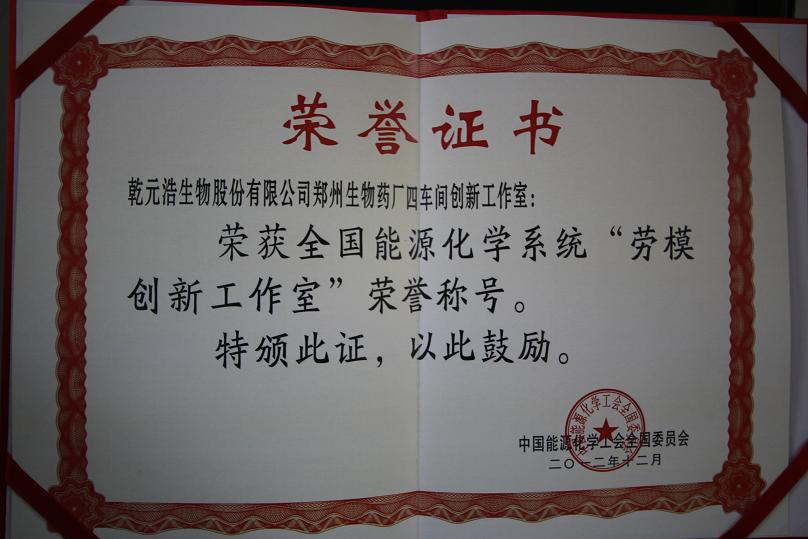 荣誉证书
乾元浩生物股份有限公司郑州生物药厂四车间创新工作室：
荣获全国能源化学系统“劳模
创新工作室”荣誉称号。
特颁此证，以此鼓励。
中国能源化学工会全国委员会
二〇一二年十二月